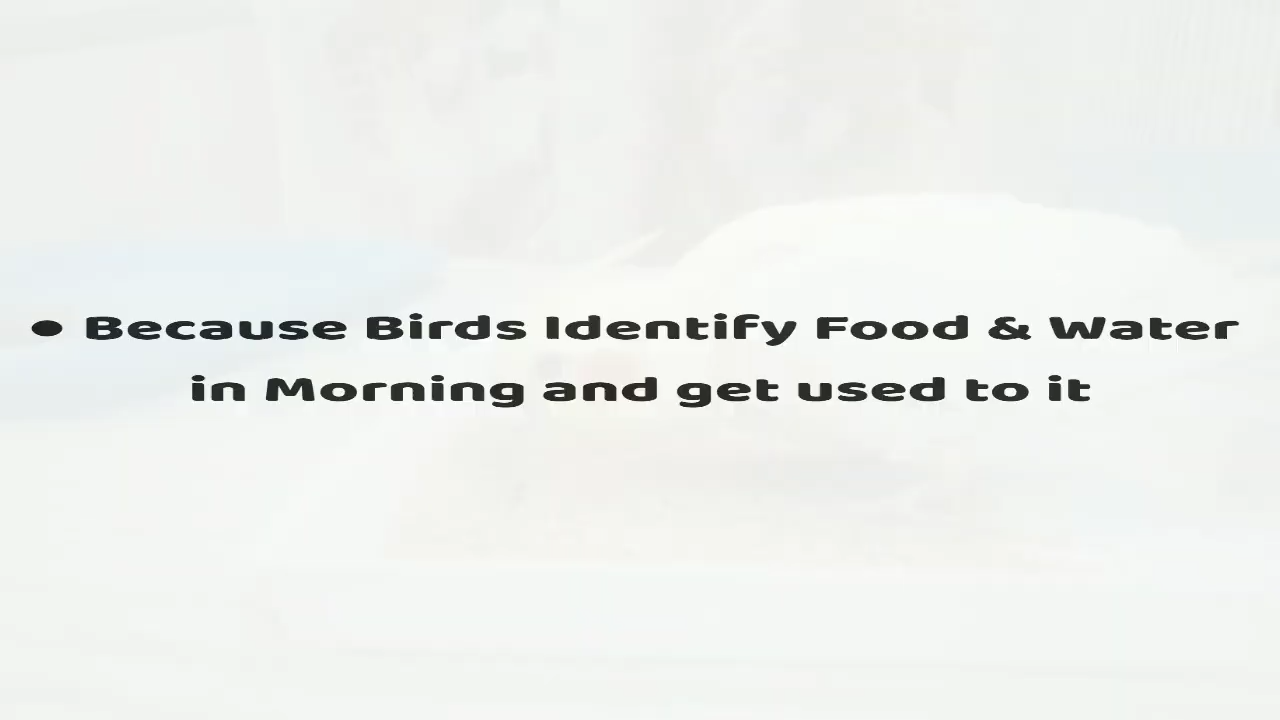 ● Because Birds Identify Food & Water
in Morning and get used to it